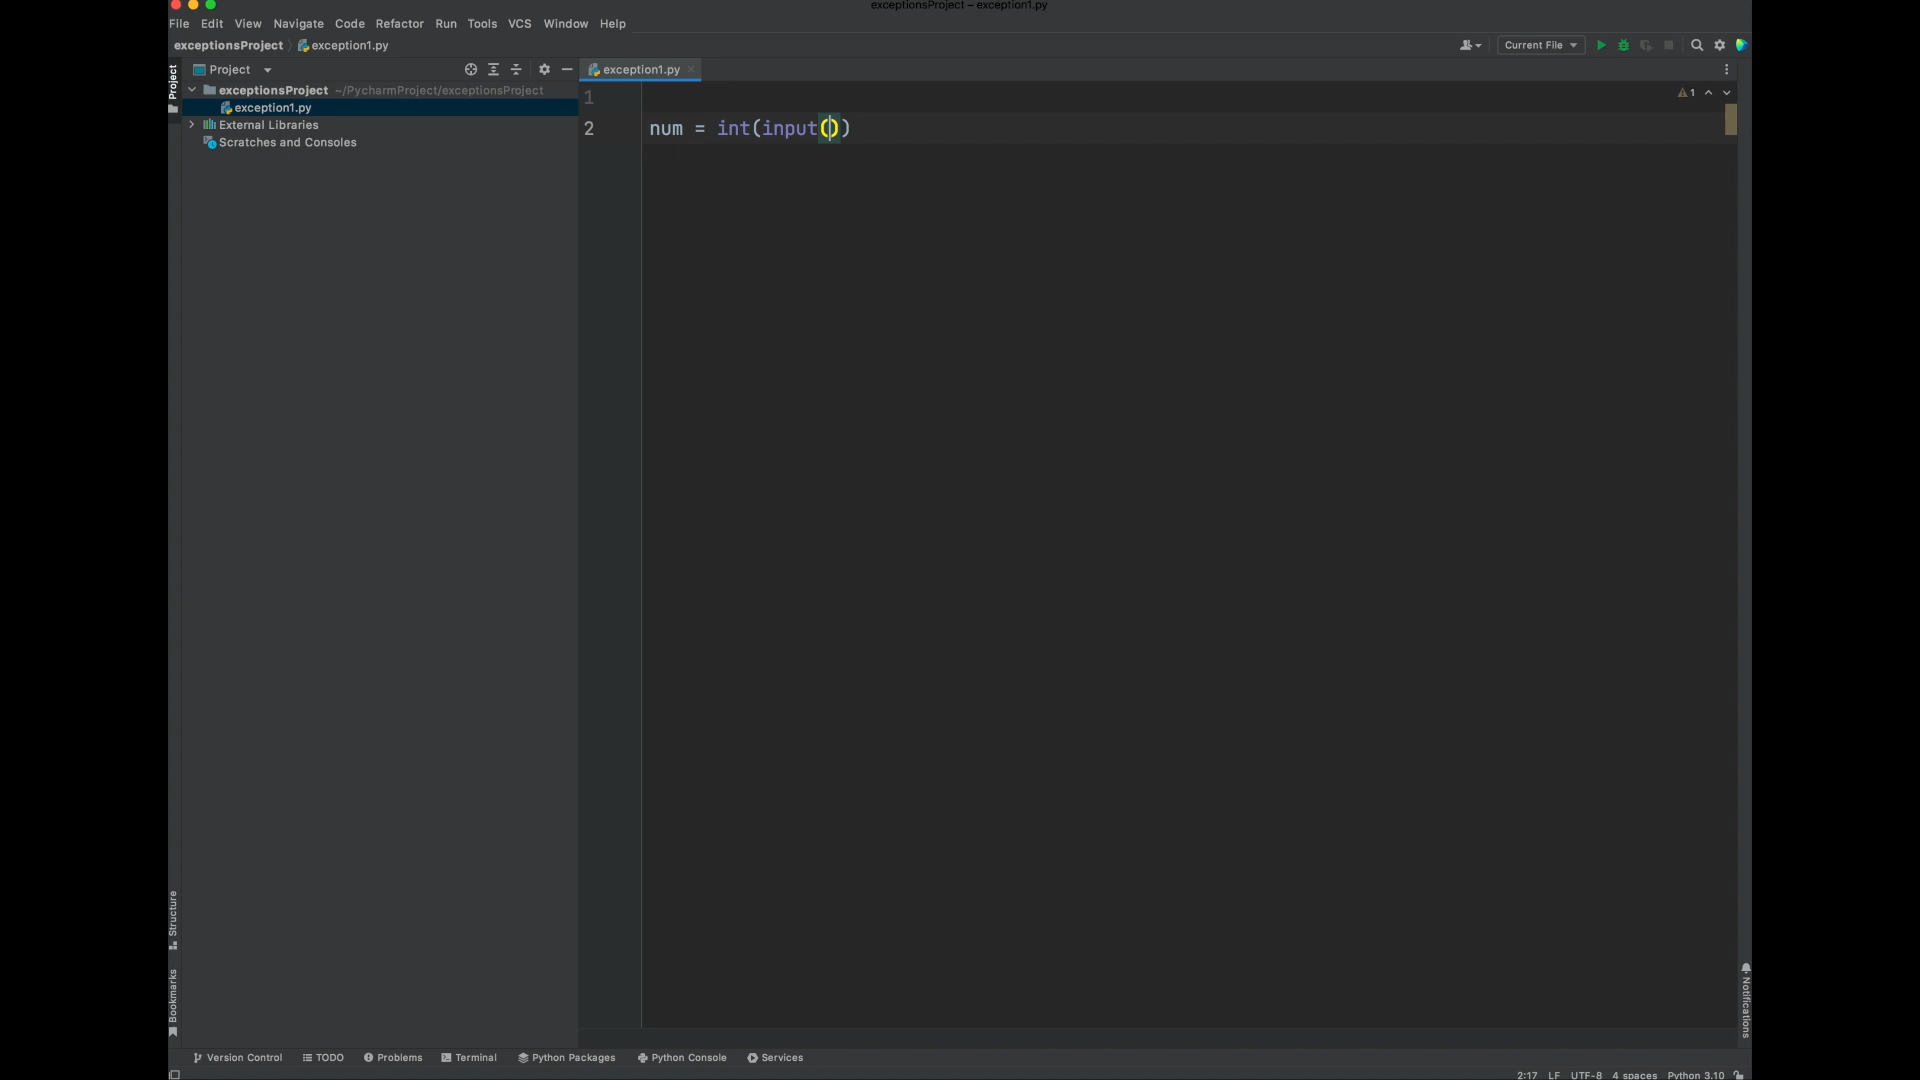 exceptionsProject – exception1.py
File Edit View Navigate Code Refactor Run Tools VCS Window Help
exceptionsProject exception1.py
Current File
Project
Project
exception1.py
exceptionsProject ~/PycharmProject/exceptionsProject
exception1.py
External Libraries
Scratches and Consoles
1
1
2 num = int(input())
Structure
Bookmarks
Notifications
Version Control TODO Problems Terminal Python Packages Python Console Services
2:17 LF UTF-8 4 spaces Python 3.10